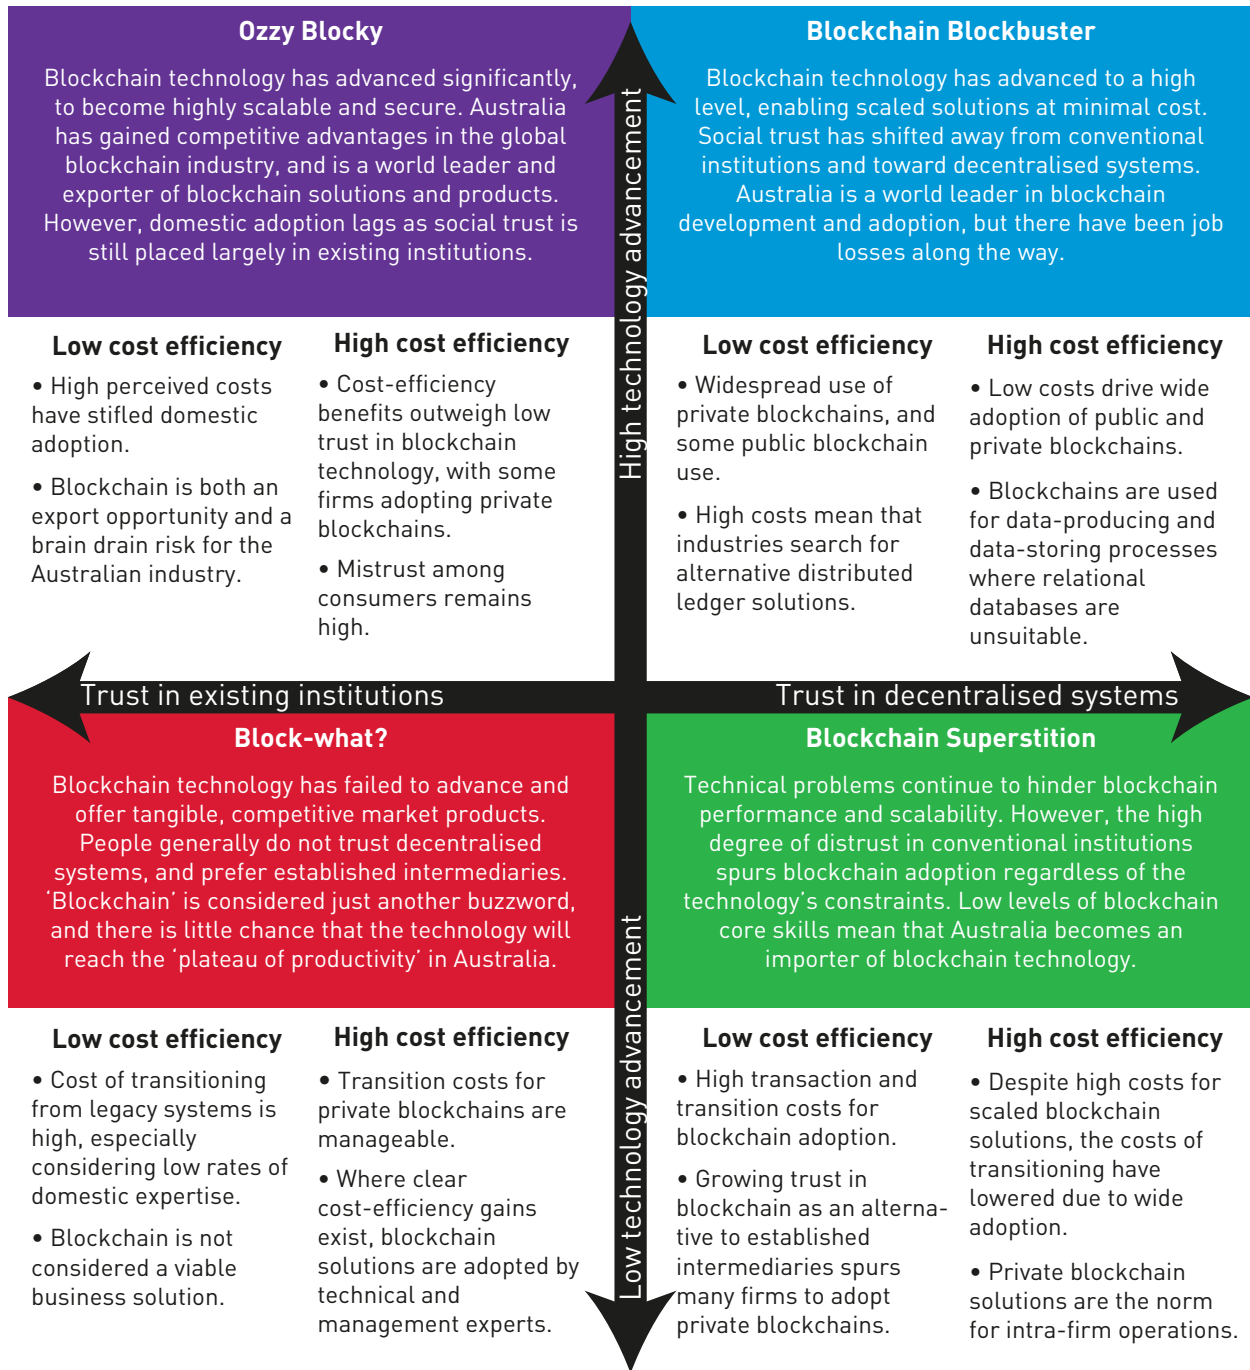 Ozzy Blocky
Blockchain technology has advanced significantly,
to become highly scalable and secure. Australia
has gained competitive advantages in the global
blockchain industry, and is a world leader and
exporter of blockchain solutions and products.
However, domestic adoption lags as social trust is
still placed largely in existing institutions.
Blockchain Blockbuster
Blockchain technology has advanced to a high
level, enabling scaled solutions at minimal cost.
Social trust has shifted away from conventional
institutions and toward decentralised systems.
Australia is a world leader in blockchain
development and adoption, but there have been job
losses along the way.
High technology advancement
Low cost efficiency
• High perceived costs
have stifled domestic
adoption.
• Blockchain is both an
export opportunity and a
brain drain risk for the
Australian industry.
High cost efficiency
• Cost-efficiency
benefits outweigh low
trust in blockchain
technology, with some
firms adopting private
blockchains.
• Mistrust among
consumers remains
high.
Low cost efficiency
• Widespread use of
private blockchains, and
some public blockchain
use.
• High costs mean that
industries search for
alternative distributed
ledger solutions.
High cost efficiency
• Low costs drive wide
adoption of public and
private blockchains.
• Blockchains are used
for data-producing and
data-storing processes
where relational
databases are
unsuitable.
Trust in existing institutions
Trust in decentralised systems
Block-what?
Blockchain technology has failed to advance and
offer tangible, competitive market products.
People generally do not trust decentralised
systems, and prefer established intermediaries.
‘Blockchain’ is considered just another buzzword,
and there is little chance that the technology will
reach the ‘plateau of productivity’ in Australia.
Blockchain Superstition
Technical problems continue to hinder blockchain
performance and scalability. However, the high
degree of distrust in conventional institutions
spurs blockchain adoption regardless of the
technology’s constraints. Low levels of blockchain
core skills mean that Australia becomes an
importer of blockchain technology.
Low technology advancement
Low cost efficiency
• Cost of transitioning
from legacy systems is
high, especially
considering low rates of
domestic expertise.
• Blockchain is not
considered a viable
business solution.
High cost efficiency
• Transition costs for
private blockchains are
manageable.
• Where clear
cost-efficiency gains
exist, blockchain
solutions are adopted by
technical and
management experts.
Low cost efficiency
• High transaction and
transition costs for
blockchain adoption.
• Growing trust in
blockchain as an alterna-
tive to established
intermediaries spurs
many firms to adopt
private blockchains.
High cost efficiency
• Despite high costs for
scaled blockchain
solutions, the costs of
transitioning have
lowered due to wide
adoption.
• Private blockchain
solutions are the norm
for intra-firm operations.